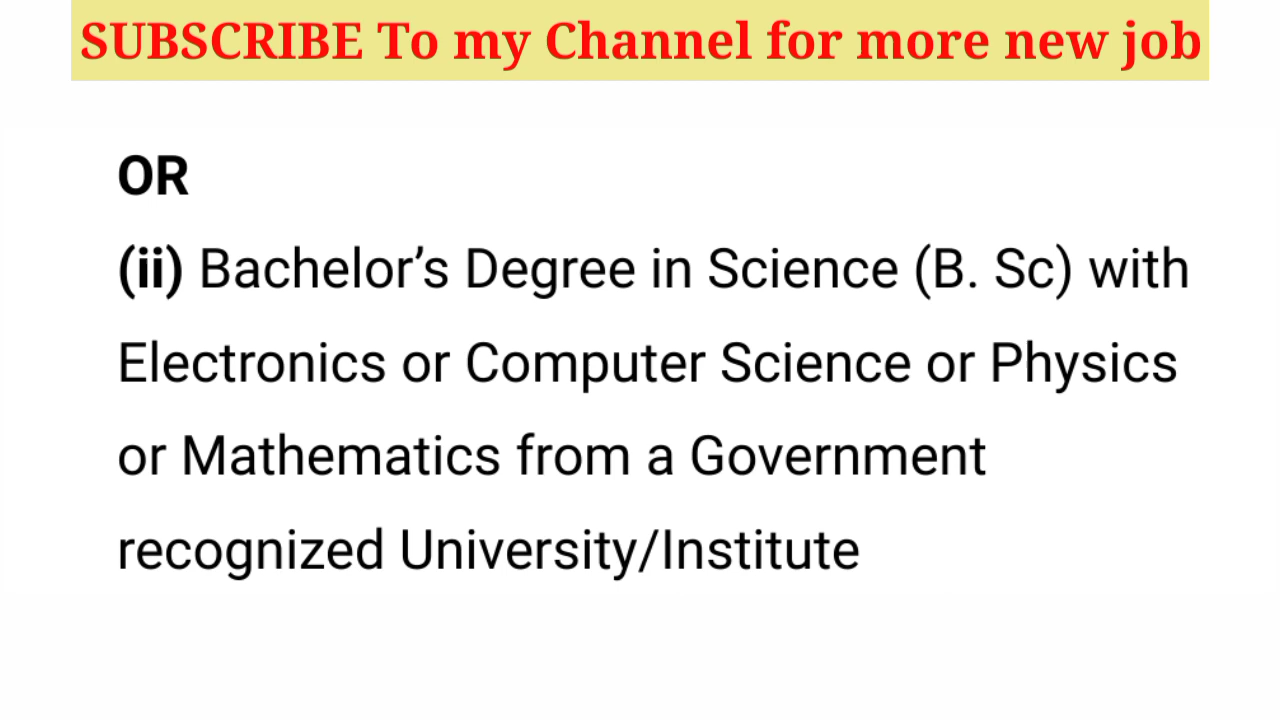 SUBSCRIBE To my Channel for more new job
OR
(ii) Bachelor’s Degree in Science (B. Sc) with
Electronics or Computer Science or Physics
or Mathematics from a Government
recognized University/Institute